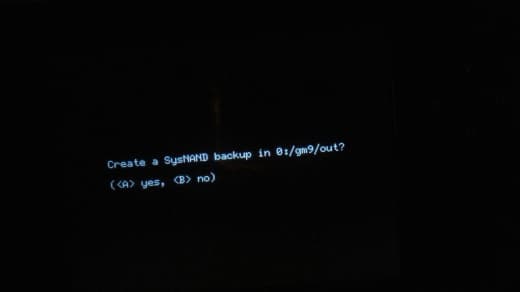 Create a SysNAND backup in 0:/gm9/out?
(<A> yes, <B> no)